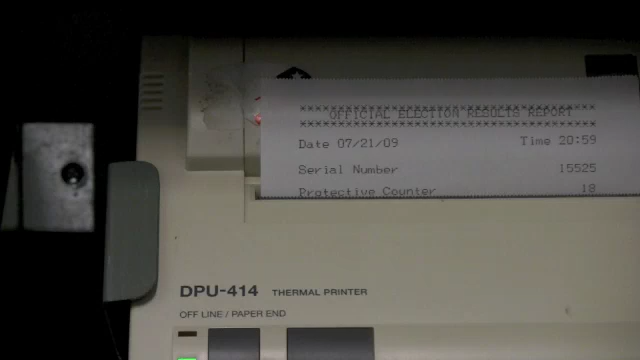 ********************************
OFFICIAL ELECTION RESULTS REPORT
********************************
Date 07/21/09 Time 20:59
Serial Number 15525
Protective Counter 18
DPU-414 THERMAL PRINTER
OFF LINE / PAPER END